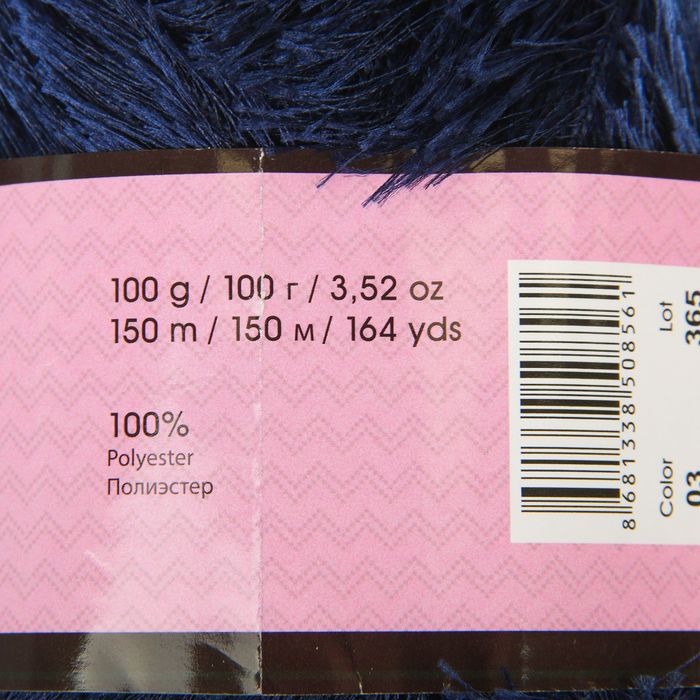 100 g / 100 г / 3,52 oz
150 m / 150 м / 164 yds
100%
Polyester
Полиэстер
8 681338 508561
Lot
365
Color
03